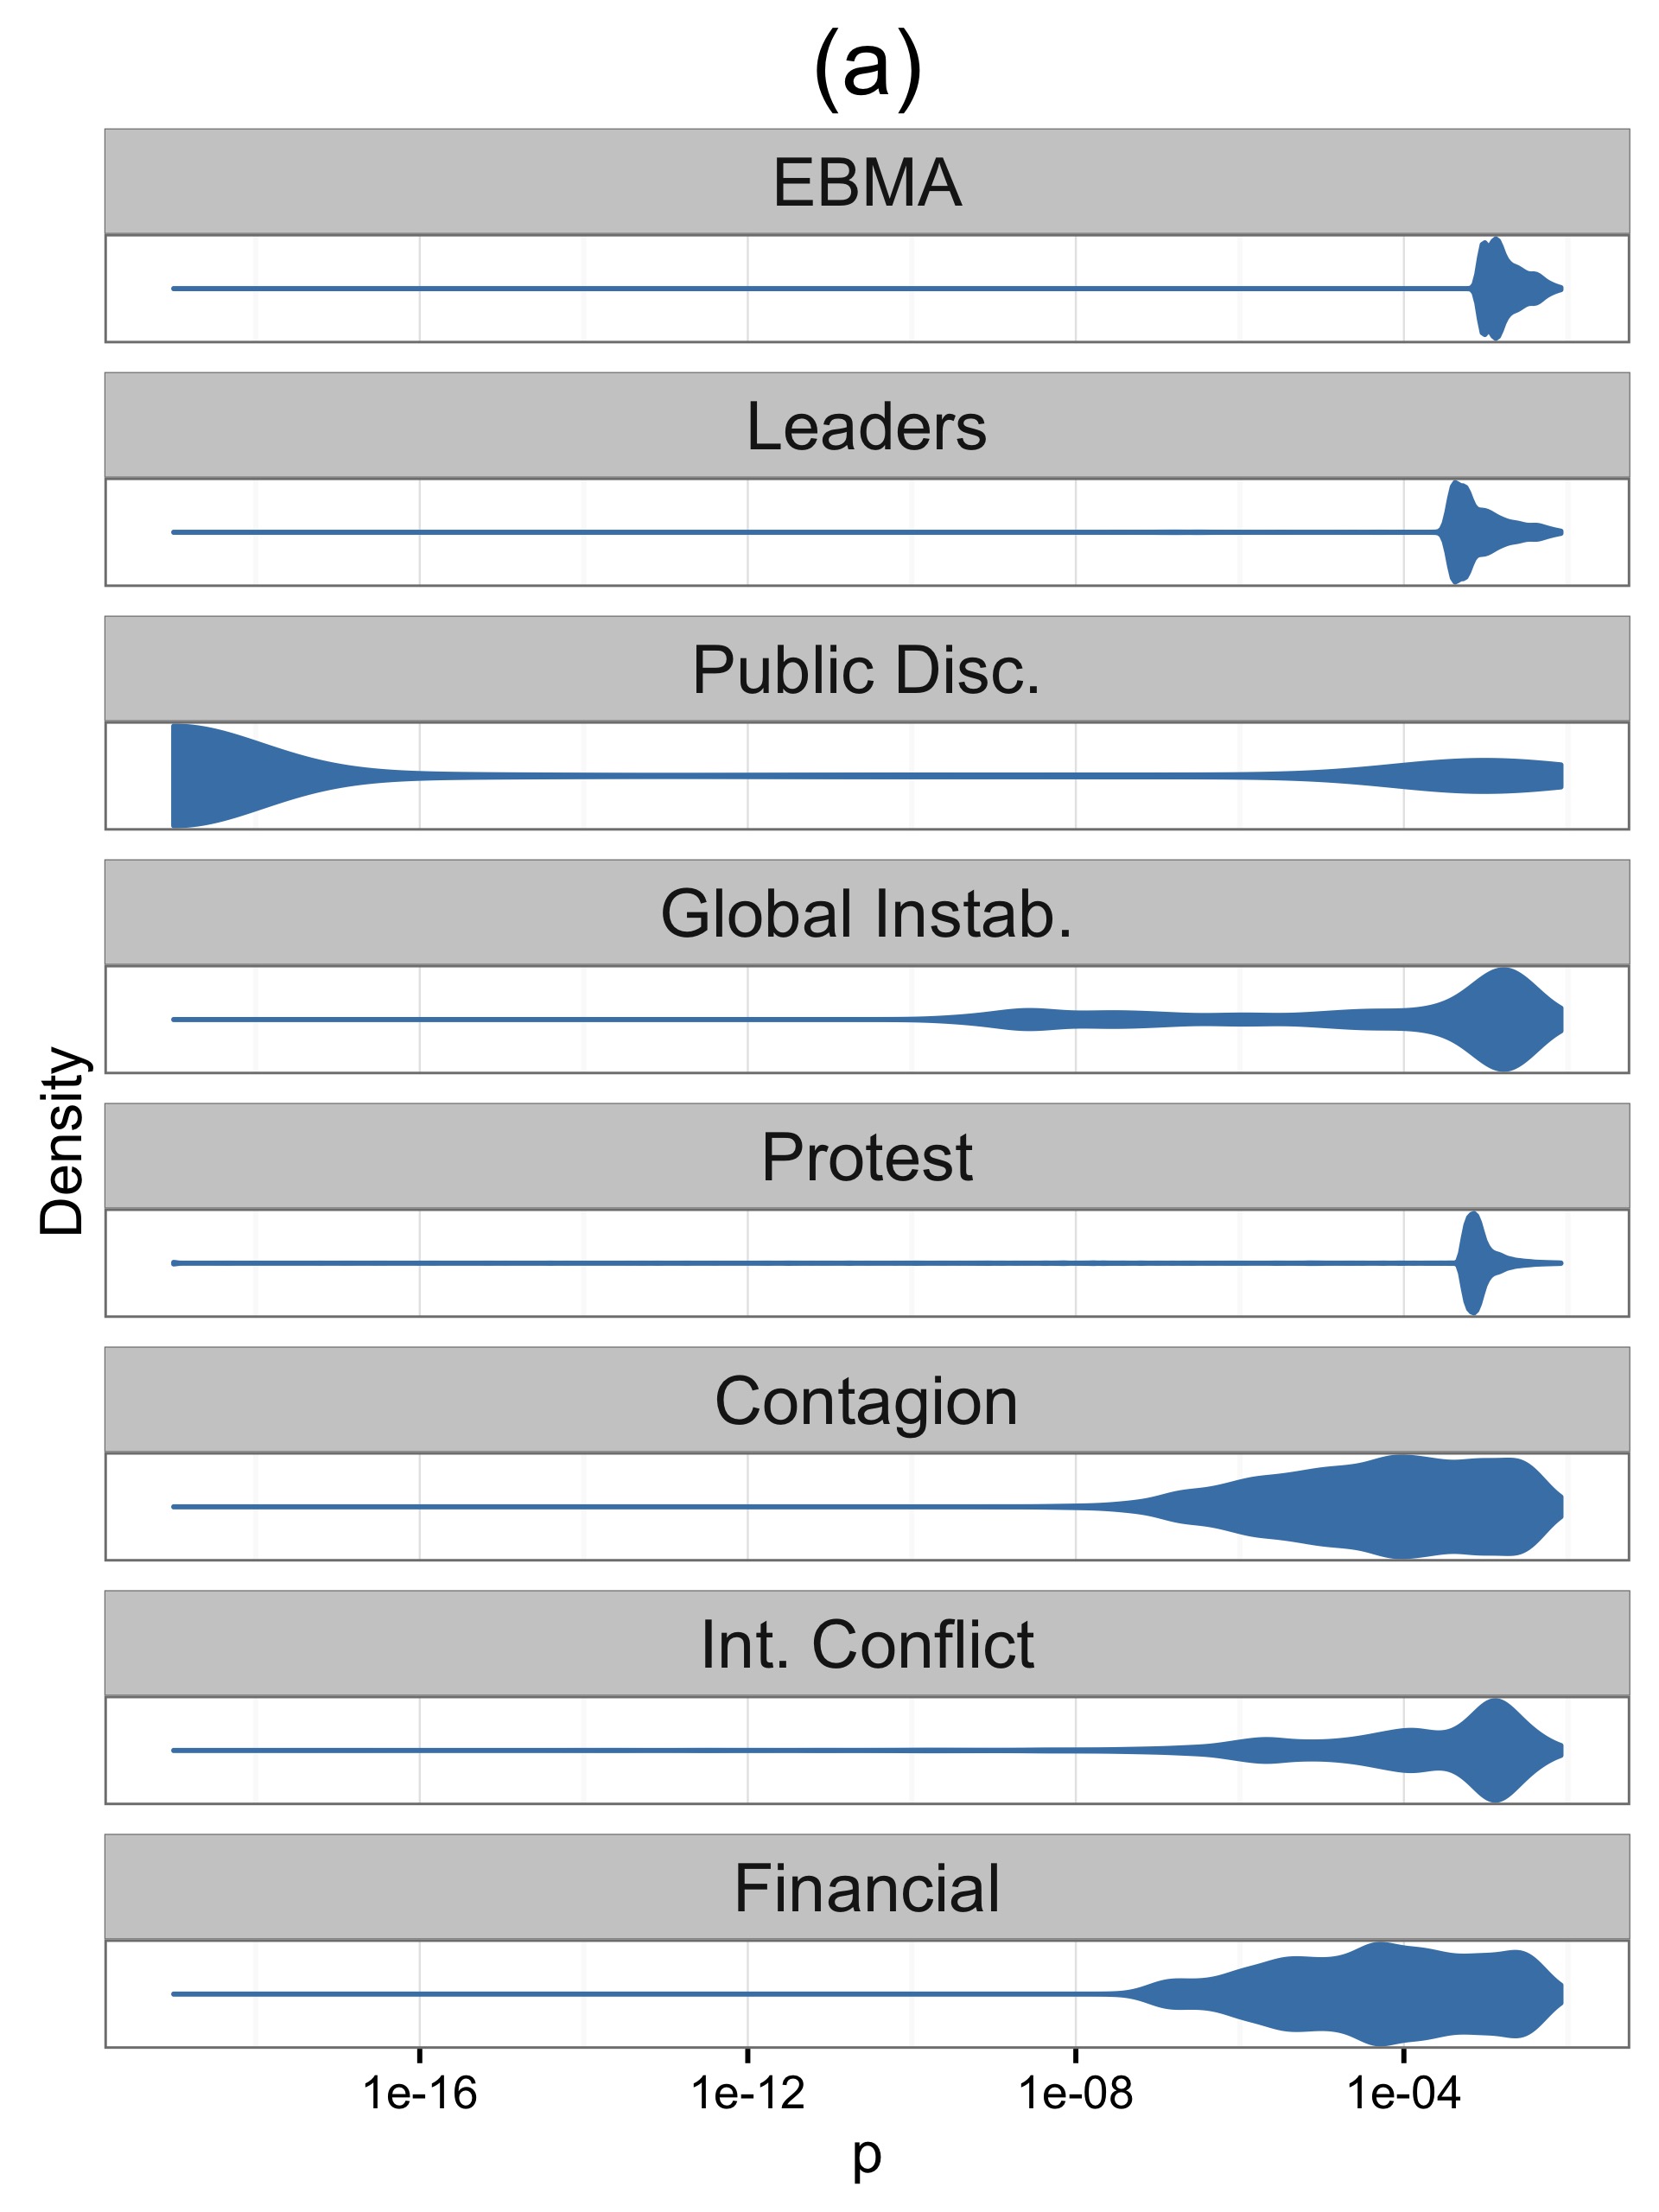 (a)
EBMA
Leaders
Public Disc.
Global Instab.
Protest
Contagion
Int. Conflict
Financial
Density
1e-16 1e-12 1e-08 1e-04
p